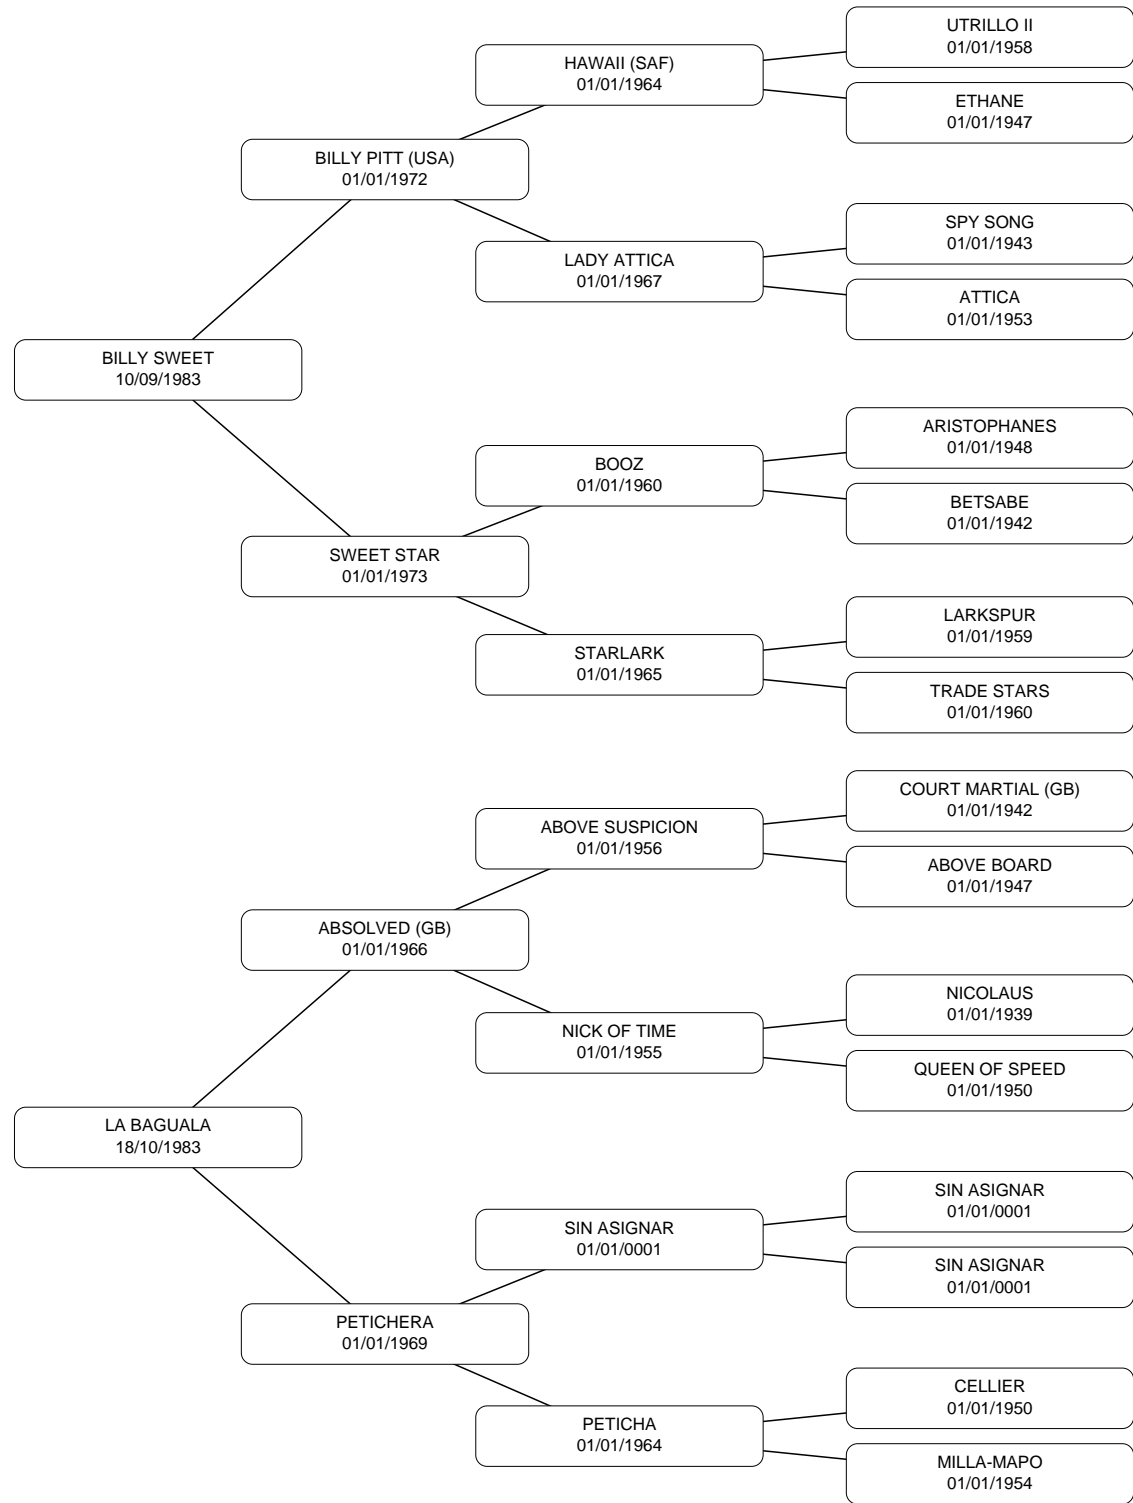 UTRILLO II
01/01/1958
HAWAII (SAF)
01/01/1964
ETHANE
01/01/1947
BILLY PITT (USA)
01/01/1972
SPY SONG
01/01/1943
LADY ATTICA
01/01/1967
ATTICA
01/01/1953
BILLY SWEET
10/09/1983
ARISTOPHANES
01/01/1948
BOOZ
01/01/1960
BETSABE
01/01/1942
SWEET STAR
01/01/1973
LARKSPUR
01/01/1959
STARLARK
01/01/1965
TRADE STARS
01/01/1960
COURT MARTIAL (GB)
01/01/1942
ABOVE SUSPICION
01/01/1956
ABOVE BOARD
01/01/1947
ABSOLVED (GB)
01/01/1966
NICOLAUS
01/01/1939
NICK OF TIME
01/01/1955
QUEEN OF SPEED
01/01/1950
LA BAGUALA
18/10/1983
SIN ASIGNAR
01/01/0001
SIN ASIGNAR
01/01/0001
SIN ASIGNAR
01/01/0001
PETICHERA
01/01/1969
CELLIER
01/01/1950
PETICHA
01/01/1964
MILLA-MAPO
01/01/1954